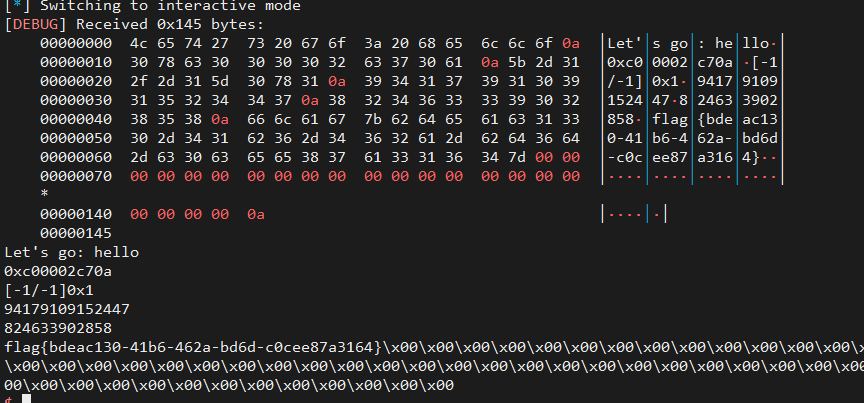 [*] Switching to interactive mode
[DEBUG] Received 0x145 bytes:
00000000 4c 65 74 27 73 20 67 6f 3a 20 68 65 6c 6c 6f 0a │Let'│s go│: he│llo·│
00000010 30 78 63 30 30 30 30 32 63 37 30 61 0a 5b 2d 31 │0xc0│0002│c70a│·[-1│
00000020 2f 2d 31 5d 30 78 31 0a 39 34 31 37 39 31 30 39 │/-1]│0x1·│9417│9109│
00000030 31 35 32 34 34 37 0a 38 32 34 36 33 33 39 30 32 │1524│47·8│2463│3902│
00000040 38 35 38 0a 66 6c 61 67 7b 62 64 65 61 63 31 33 │858·│flag│{bde│ac13│
00000050 30 2d 34 31 62 36 2d 34 36 32 61 2d 62 64 36 64 │0-41│b6-4│62a-│bd6d│
00000060 2d 63 30 63 65 65 38 37 61 33 31 36 34 7d 00 00 │-c0c│ee87│a316│4}··│
00000070 00 00 00 00 00 00 00 00 00 00 00 00 00 00 00 00 │····│····│····│····│
*
00000140 00 00 00 00 0a │····│·│
00000145
Let's go: hello
0xc00002c70a
[-1/-1]0x1
94179109152447
824633902858
flag{bdeac130-41b6-462a-bd6d-c0cee87a3164}\x00\x00\x00\x00\x00\x00\x00\x00\x00\x00\x00\x00\x00\x00\x00\x00\x
\x00\x00\x00\x00\x00\x00\x00\x00\x00\x00\x00\x00\x00\x00\x00\x00\x00\x00\x00\x00\x00\x00\x00\x00\x00\x00\x00
00\x00\x00\x00\x00\x00\x00\x00\x00\x00\x00\x00\x00\x00\x00\x00
$